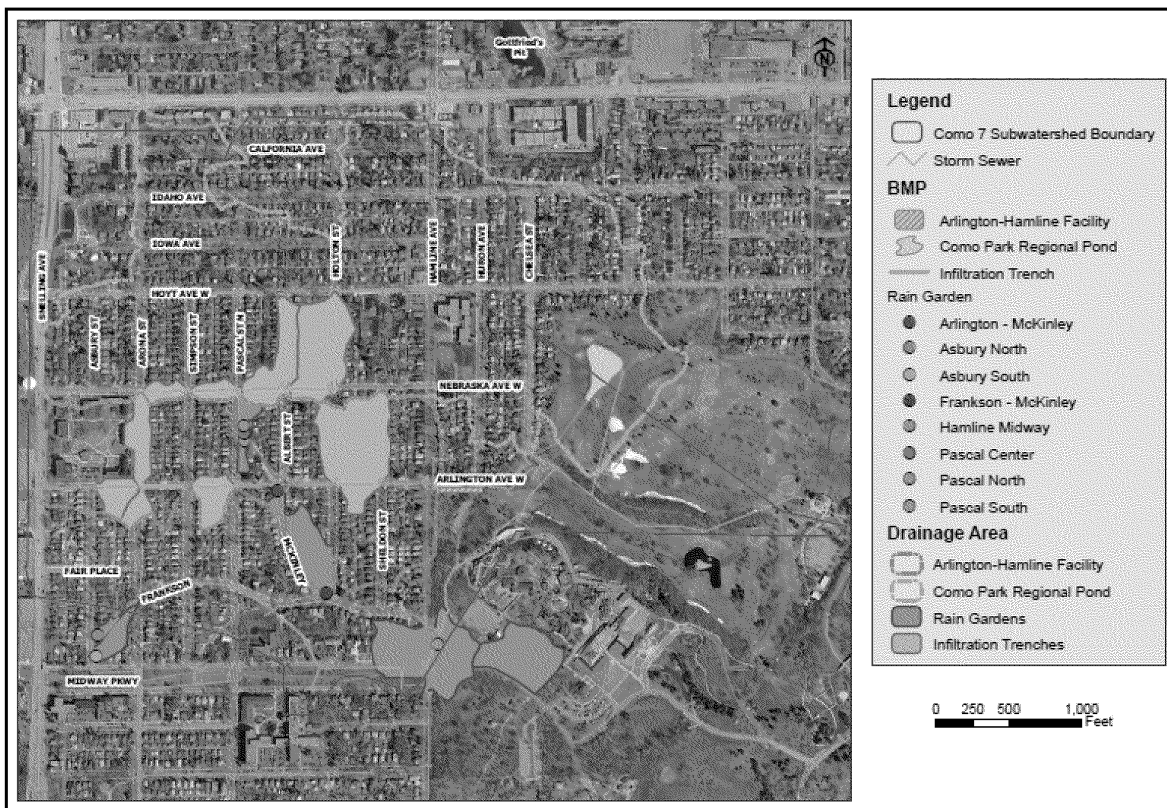 Gottfried's
Pit
N
CALFORNIA AVE
IDAHO AVE
IOWA AVE
HOYT AVE W
SNELLING AVE
ASBURY ST
ARONA ST
SIMPSON ST
PASCAL ST N
ALBERT ST
HOLTON ST
HAMLINE AVE
HURON AVE
CHELSEA ST
NEBRASKA AVE W
ARLINGTON AVE W
SHELDON ST
MCKINLEY
FAIR PLACE
FRANKSON
MIDWAY PKWY
Legend
Como 7 Subwatershed Boundary
Storm Sewer
BMP
Arlington-Hamline Facility
Como Park Regional Pond
Infiltration Trench
Rain Garden
Arlington - McKinley
Asbury North
Asbury South
Frankson - McKinley
Hamline Midway
Pascal Center
Pascal North
Pascal South
Drainage Area
Arlington-Hamline Facility
Como Park Regional Pond
Rain Gardens
Infiltration Trenches
0 250 500 1,000
Feet